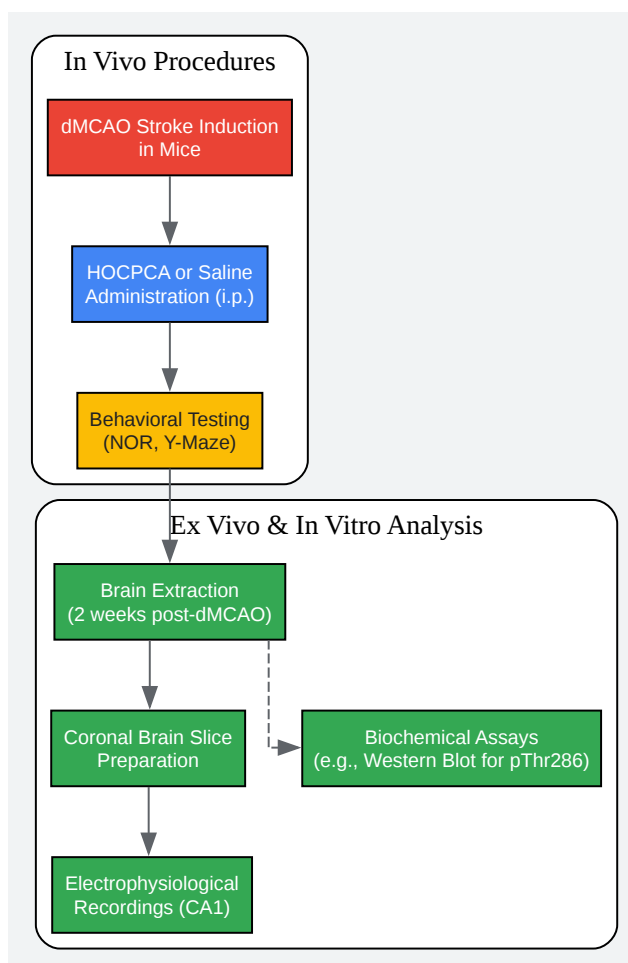 In Vivo Procedures
dMCAO Stroke Induction
in Mice
HOCPCA or Saline
Administration (i.p.)
Behavioral Testing
(NOR, Y-Maze)
Ex Vivo & In Vitro Analysis
Brain Extraction
(2 weeks post-dMCAO)
Coronal Brain Slice
Preparation
Biochemical Assays
(e.g., Western Blot for pThr286)
Electrophysiological
Recordings (CA1)